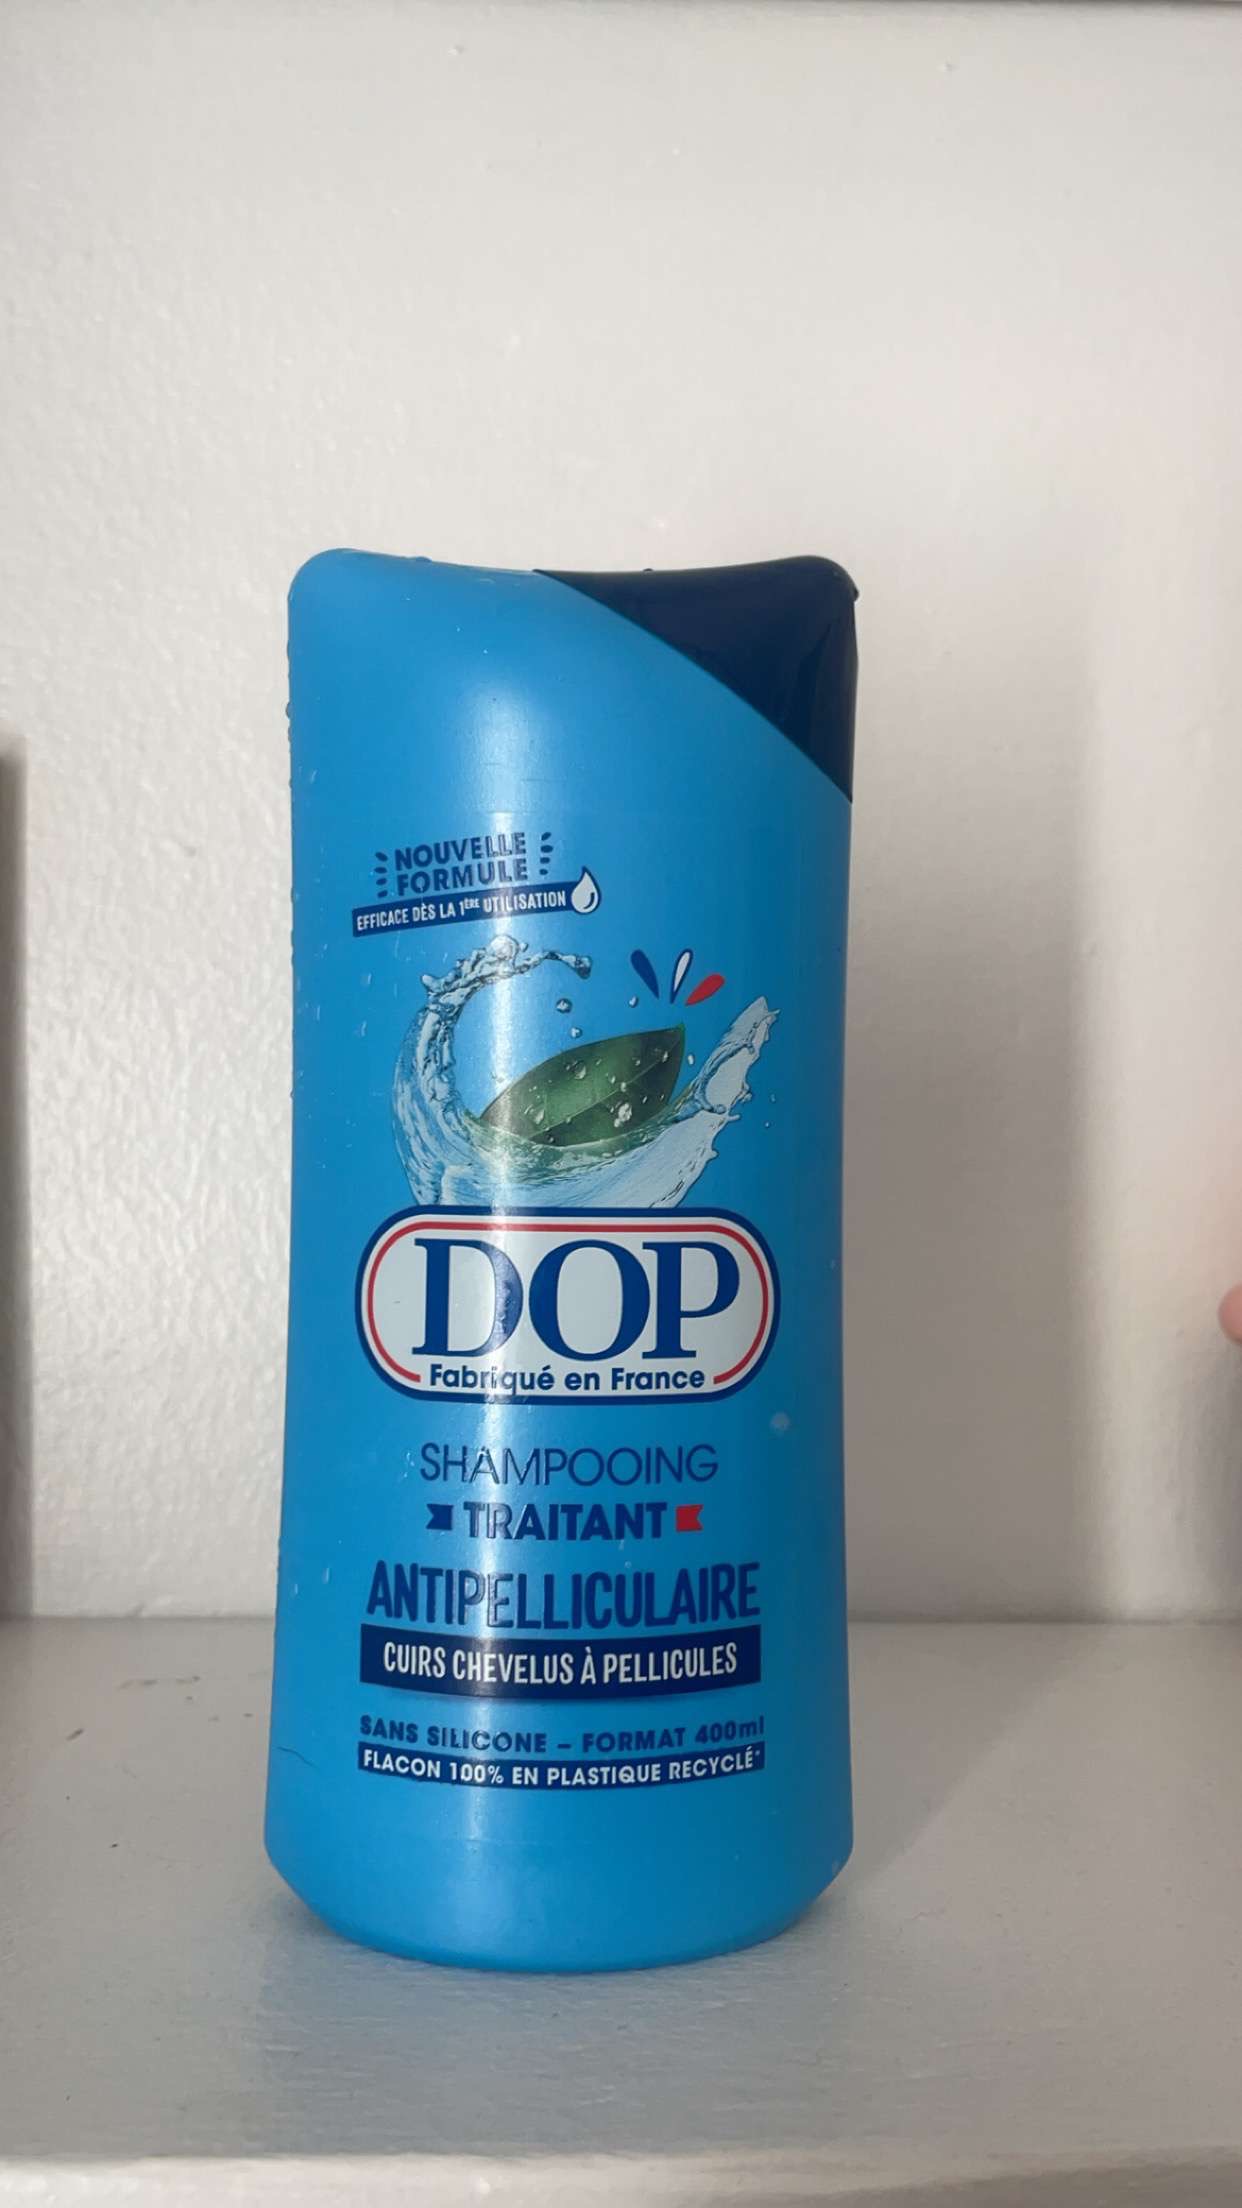 NOUVELLE
FORMULE
EFFICACE DÈS LA 1ÈRE UTILISATION
DOP
Fabriqué en France
SHAMPOOING
TRAITANT
ANTIPELLICULAIRE
CUIRS CHEVELUS À PELLICULES
SANS SILICONE – FORMAT 400ml
FLACON 100% EN PLASTIQUE RECYCLÉ*